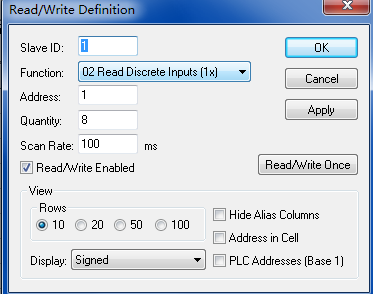 Read/Write Definition
Slave ID: 1
OK
Function: 02 Read Discrete Inputs (1x)
Cancel
Address: 1
Quantity: 8
Apply
Scan Rate: 100 ms
Read/Write Enabled
Read/Write Once
View
Rows
10 20 50 100
Hide Alias Columns
Address in Cell
Display: Signed
PLC Addresses (Base 1)